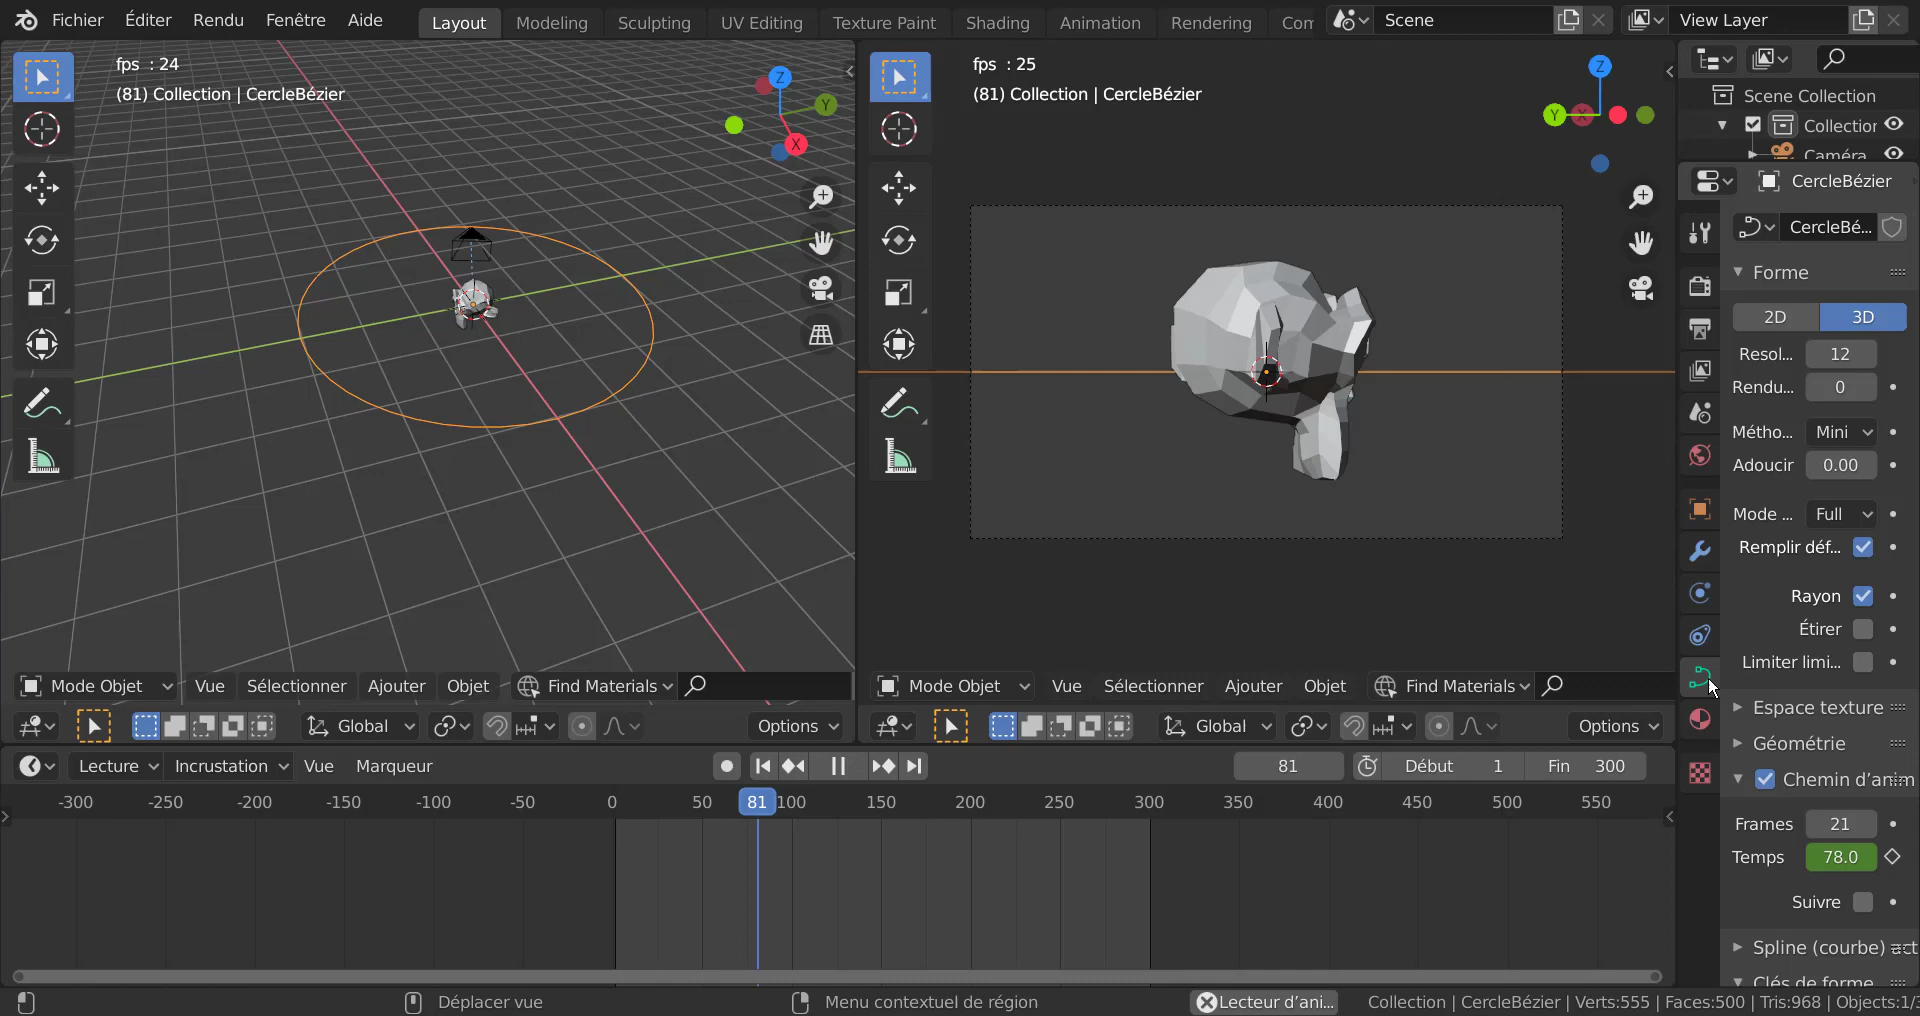 Fichier Éditer Rendu Fenêtre Aide Layout Modeling Sculpting UV Editing Texture Paint Shading Animation Rendering Con Scene View Layer
fps : 24
(81) Collection | CercleBézier
Z
Y
X
fps : 25
(81) Collection | CercleBézier
Z
Y
X
Scene Collection
Collection
Caméra
CercleBézier
CercleBé...
Forme
2D 3D
Resol... 12
Rendu... 0
Métho... Mini
Adoucir 0.00
Mode ... Full
Remplir déf...
Rayon
Étirer
Limiter limi...
Espace texture
Géométrie
Chemin d’anim
Frames 21
Temps 78.0
Suivre
Spline (courbe) act
Clés de forme
Mode Objet Vue Sélectionner Ajouter Objet Find Materials
Global Options
Mode Objet Vue Sélectionner Ajouter Objet Find Materials
Global Options
Lecture Incrustation Vue Marqueur 81 Début 1 Fin 300
-300 -250 -200 -150 -100 -50 0 50 81 100 150 200 250 300 350 400 450 500 550
Déplacer vue Menu contextuel de région Lecteur d’ani... Collection | CercleBézier | Verts:555 | Faces:500 | Tris:968 | Objects:1/3